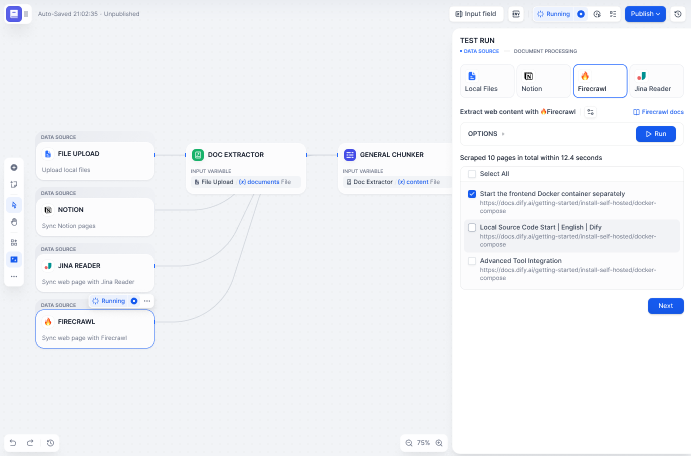 Auto-Saved 21:02:35 · Unpublished
Input field
Running
Publish
TEST RUN
DATA SOURCE
DOCUMENT PROCESSING
Local Files
Notion
Firecrawl
Jina Reader
Extract web content with 🔥Firecrawl
Firecrawl docs
OPTIONS
Run
Scraped 10 pages in total within 12.4 seconds
Select All
Start the frontend Docker container separately
https://docs.dify.ai/getting-started/install-self-hosted/docker-
compose
Local Source Code Start | English | Dify
https://docs.dify.ai/getting-started/install-self-hosted/docker-
compose
Advanced Tool Integration
https://docs.dify.ai/getting-started/install-self-hosted/docker-
compose
Next
DATA SOURCE
FILE UPLOAD
Upload local files
DATA SOURCE
NOTION
Sync Notion pages
DATA SOURCE
JINA READER
Sync web page with Jina Reader
DATA SOURCE
Running
FIRECRAWL
Sync web page with Firecrawl
DOC EXTRACTOR
INPUT VARIABLE
File Upload {x} documents File
GENERAL CHUNKER
INPUT VARIABLE
Doc Extractor {x} content File
75%